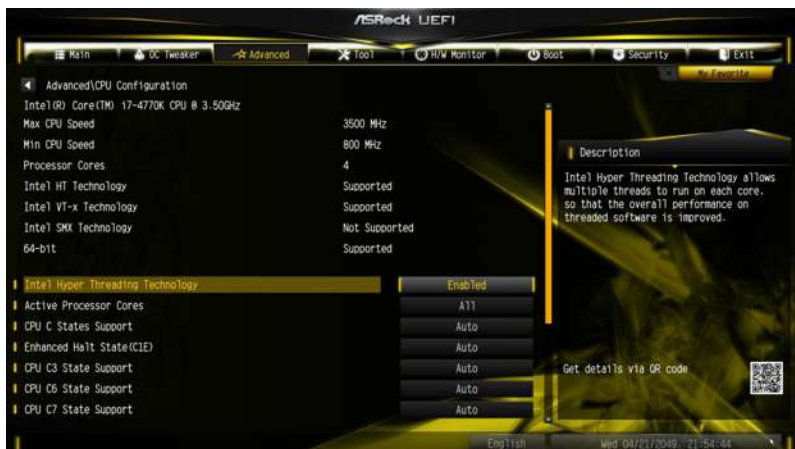 ASRock UEFI
Main OC Tweaker Advanced Tool H/W Monitor Boot Security Exit
My Favorite
Advanced\CPU Configuration
Intel(R) Core(TM) i7-4770K CPU @ 3.50GHz
Max CPU Speed 3500 MHz
Min CPU Speed 800 MHz
Processor Cores 4
Intel HT Technology Supported
Intel VT-x Technology Supported
Intel SMX Technology Not Supported
64-bit Supported
Intel Hyper Threading Technology Enabled
Active Processor Cores All
CPU C States Support Auto
Enhanced Halt State(C1E) Auto
CPU C3 State Support Auto
CPU C6 State Support Auto
CPU C7 State Support Auto
Description
Intel Hyper Threading Technology allows
multiple threads to run on each core.
so that the overall performance on
threaded software is improved.
Get details via QR code
English Wed 04/21/2049. 21:54:44